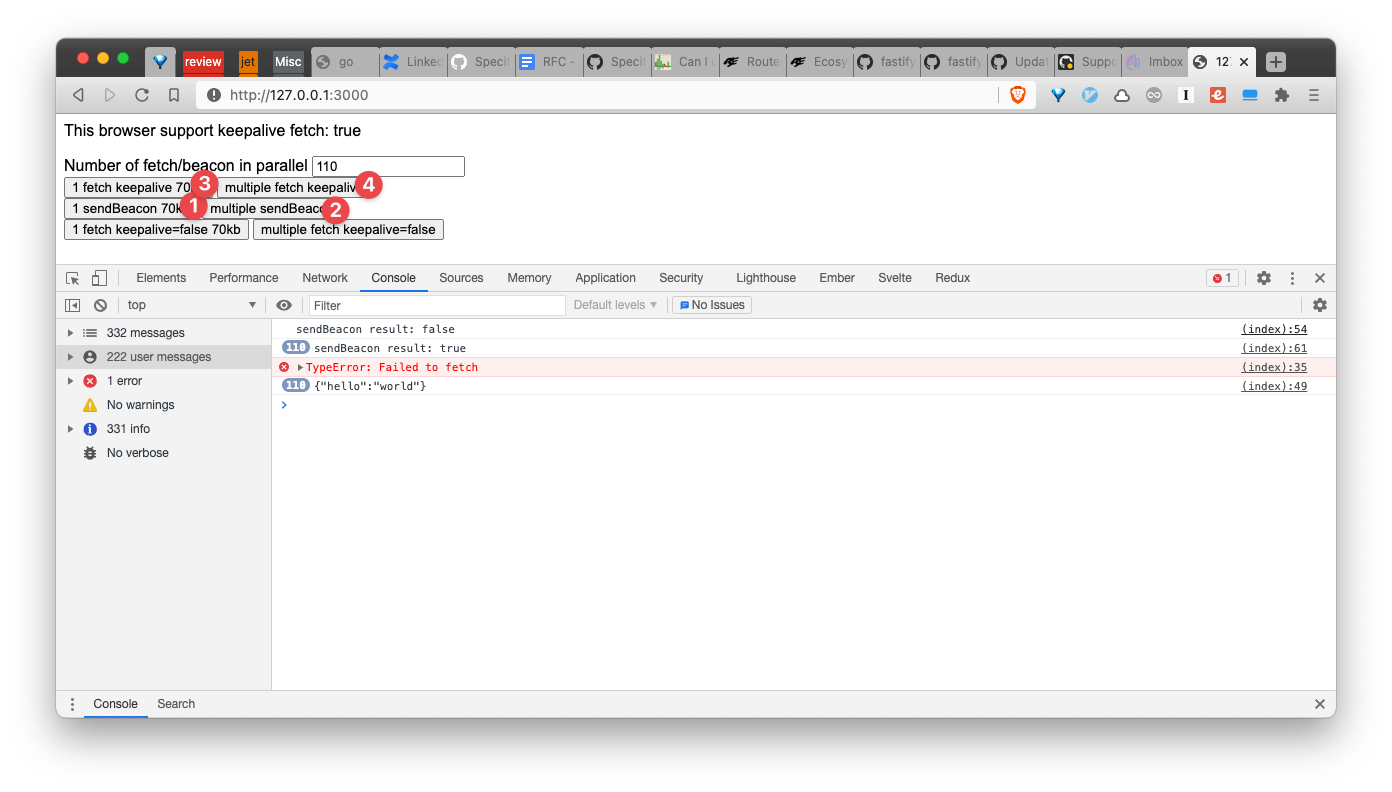 review jet Misc go Linked Specif RFC - Specif Can I Route Ecosy fastify fastify Updat Suppo Imbox 12
http://127.0.0.1:3000
This browser support keepalive fetch: true
Number of fetch/beacon in parallel 110
1 fetch keepalive 70 3 multiple fetch keepaliv 4
1 sendBeacon 70k 1 multiple sendBeaco 2
1 fetch keepalive=false 70kb multiple fetch keepalive=false
Elements Performance Network Console Sources Memory Application Security Lighthouse Ember Svelte Redux 1
top Filter Default levels No Issues
332 messages
222 user messages
1 error
No warnings
331 info
No verbose
sendBeacon result: false (index):54
110 sendBeacon result: true (index):61
TypeError: Failed to fetch (index):35
110 {"hello":"world"} (index):49
Console Search